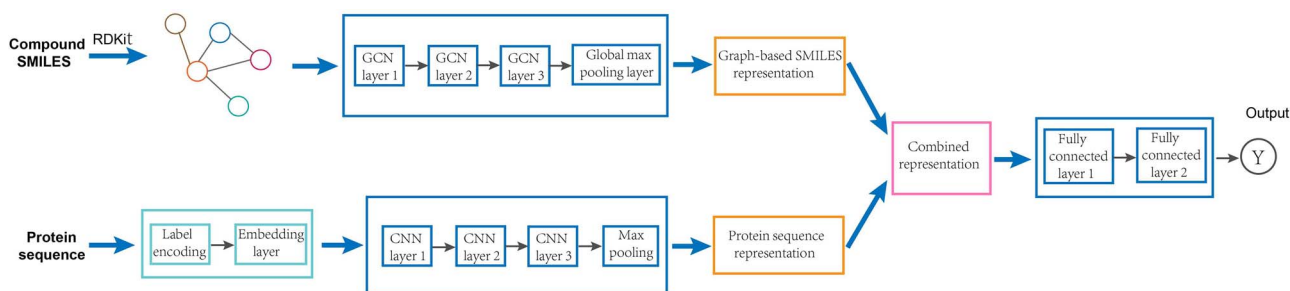 Compound
SMILES
RDKit
GCN
layer 1
GCN
layer 2
GCN
layer 3
Global max
pooling layer
Graph-based SMILES
representation
Protein
sequence
Label
encoding
Embedding
layer
CNN
layer 1
CNN
layer 2
CNN
layer 3
Max
pooling
Protein sequence
representation
Combined
representation
Fully
connected
layer 1
Fully
connected
layer 2
Output
Y